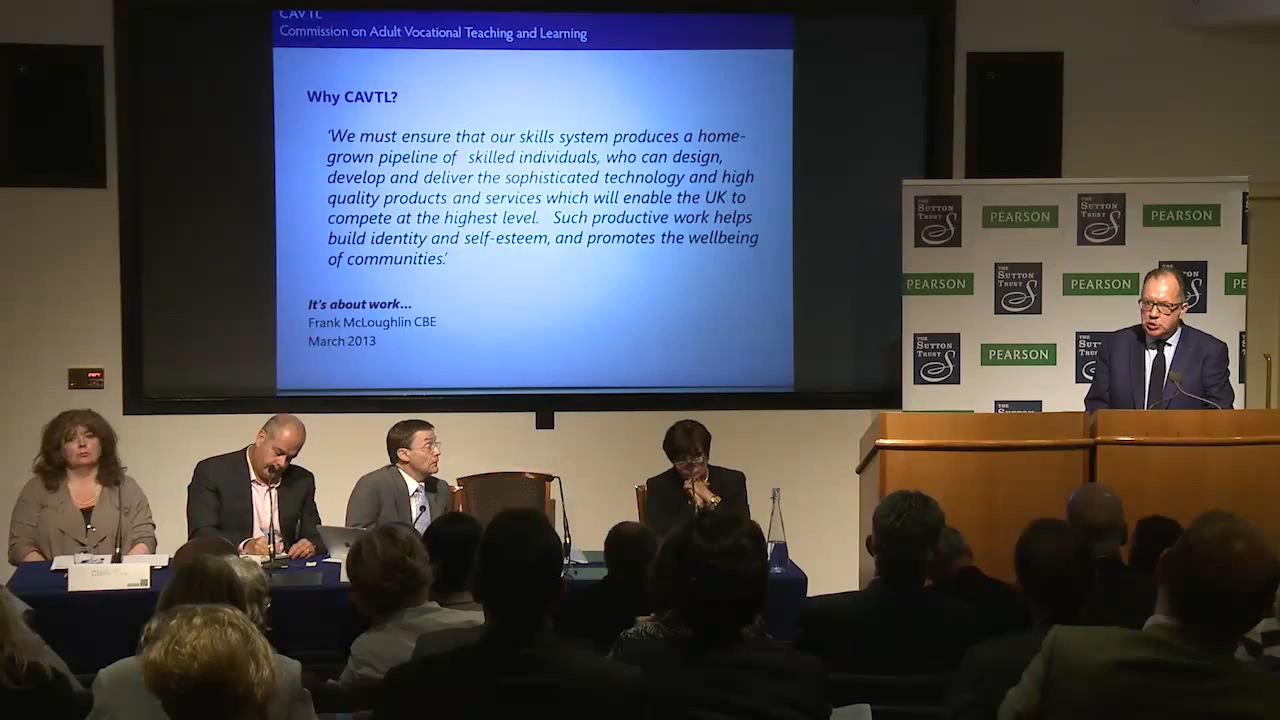 CAVTL
Commission on Adult Vocational Teaching and Learning
Why CAVTL?
‘We must ensure that our skills system produces a home-
grown pipeline of skilled individuals, who can design,
develop and deliver the sophisticated technology and high
quality products and services which will enable the UK to
compete at the highest level. Such productive work helps
build identity and self-esteem, and promotes the wellbeing
of communities.’
It's about work...
Frank McLoughlin CBE
March 2013
THE SUTTON TRUST
PEARSON
THE SUTTON TRUST
PEARSON
PEARSON
THE SUTTON TRUST
PEARSON
THE
PE
THE SUTTON TRUST
PEARSON
THE SUTTON
THE SUTTON